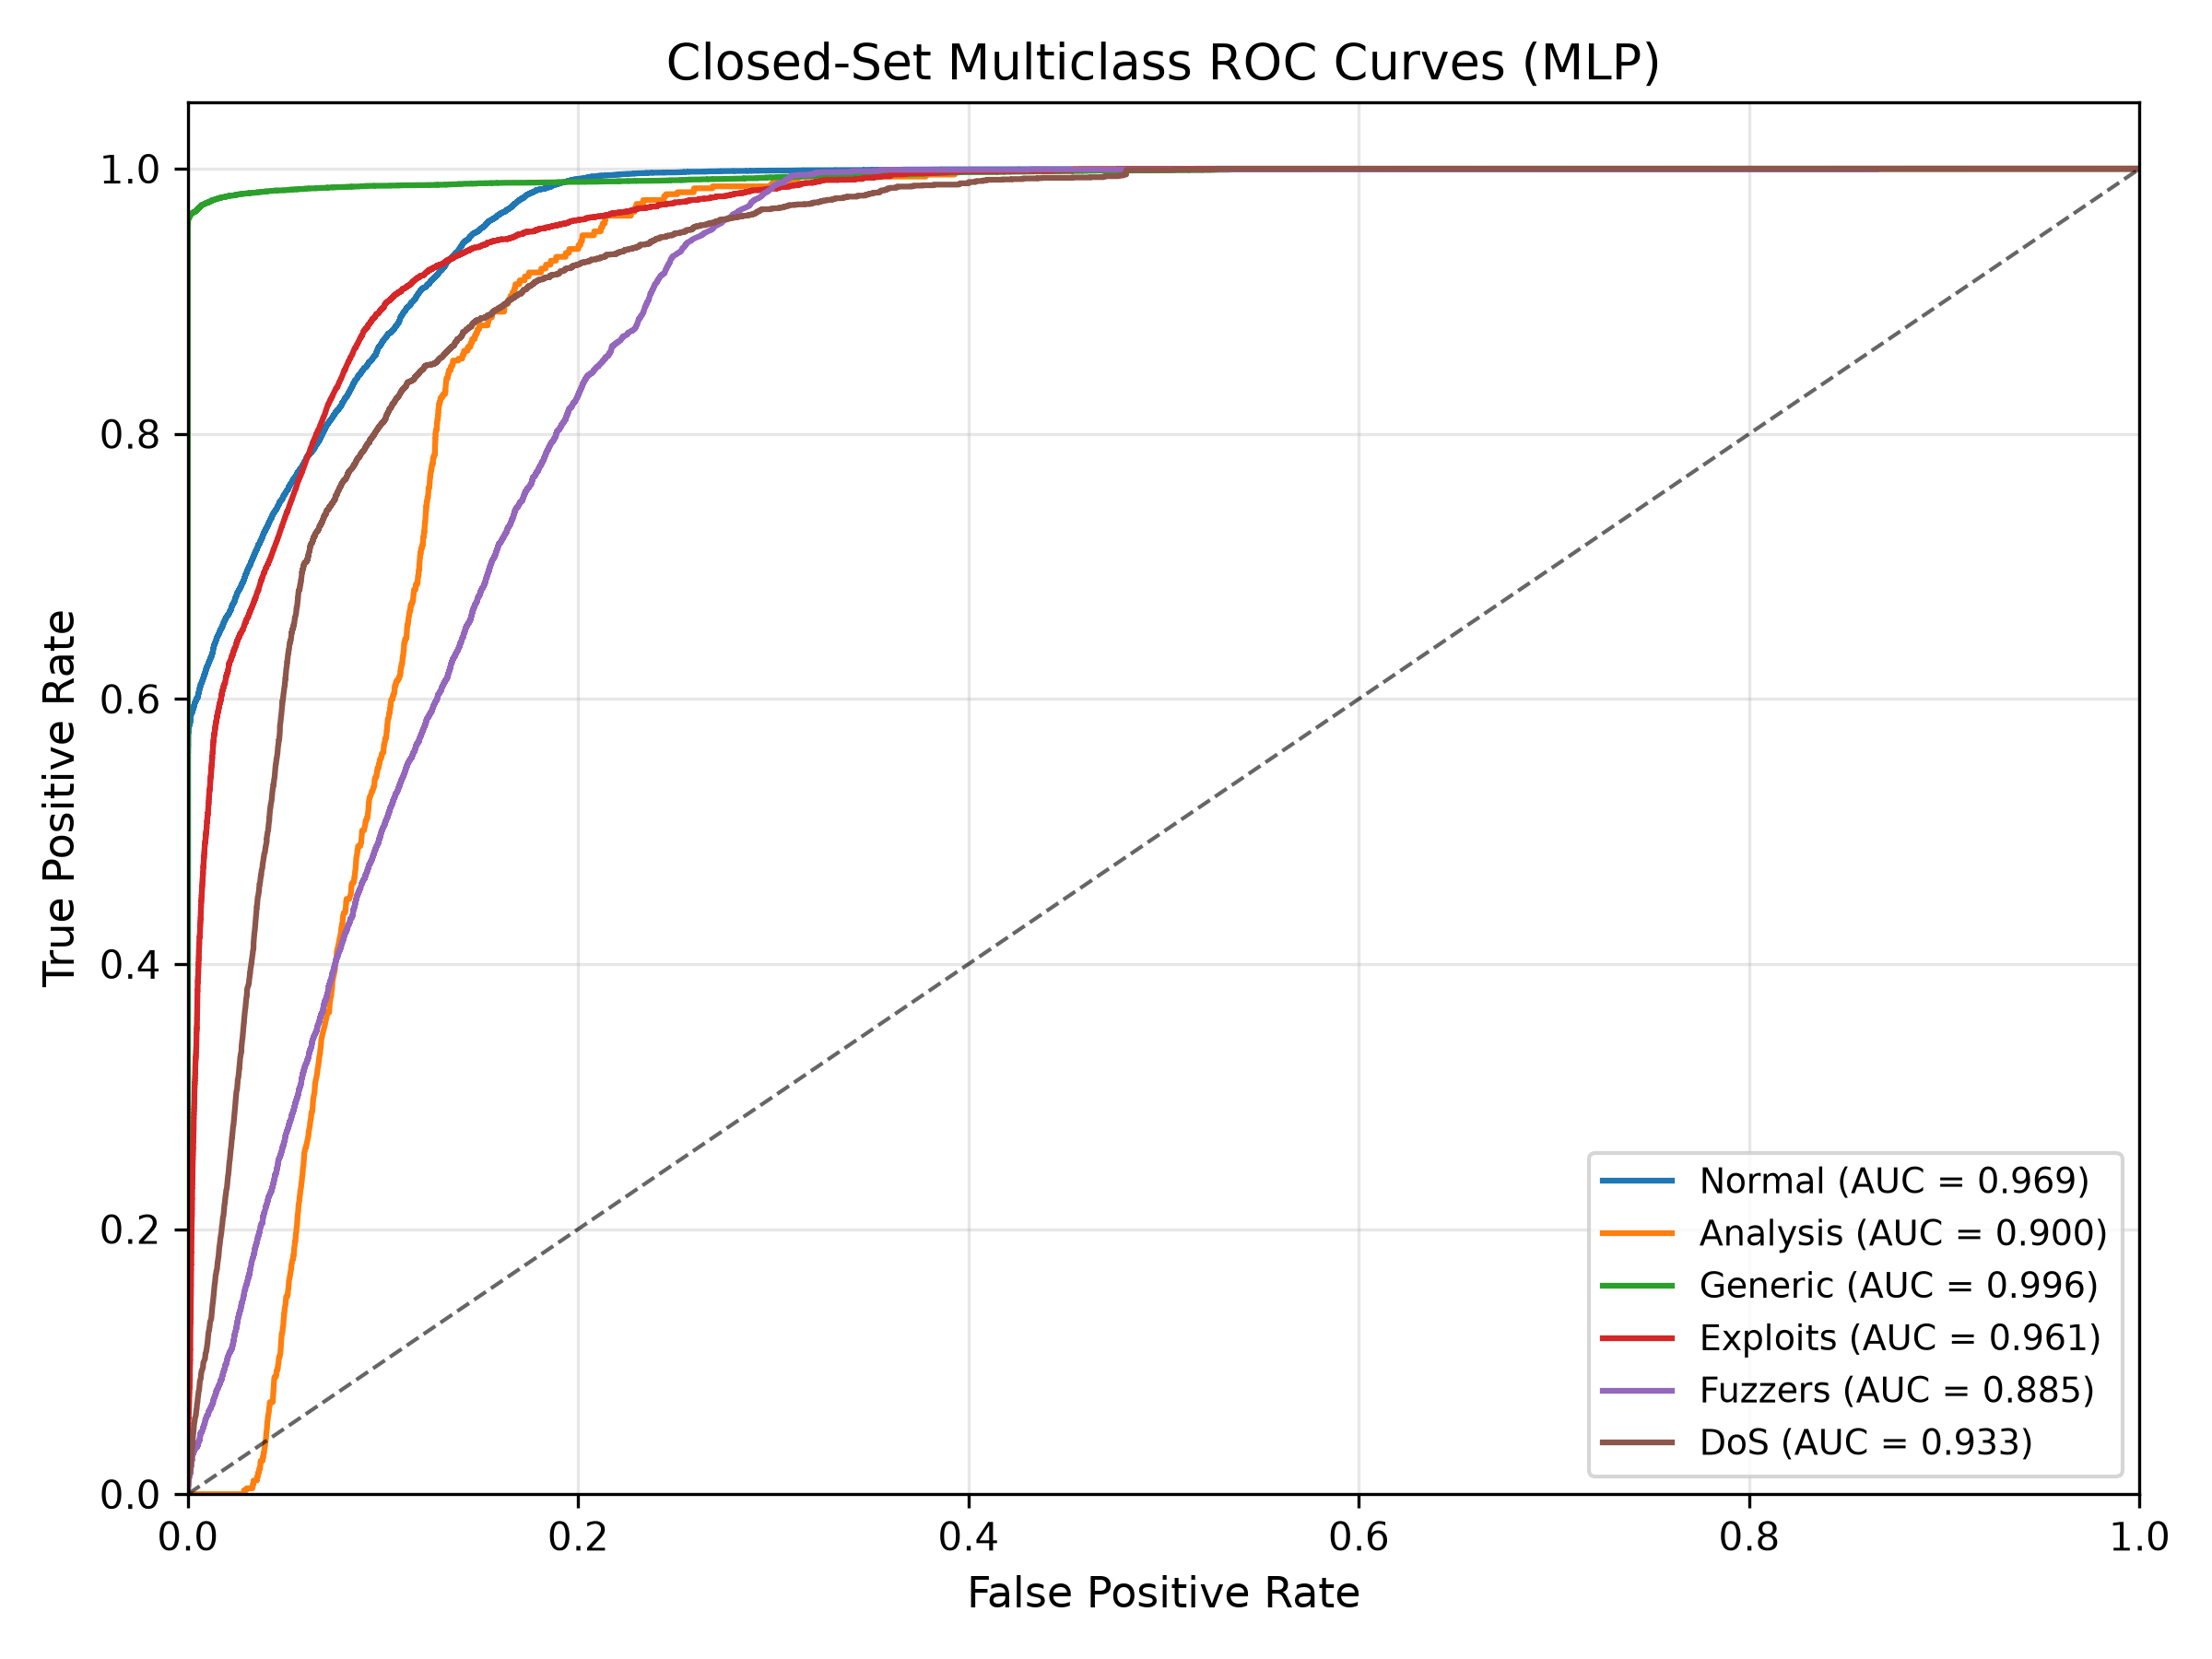 Closed-Set Multiclass ROC Curves (MLP)
True Positive Rate
1.0
0.8
0.6
0.4
0.2
0.0
0.0 0.2 0.4 0.6 0.8 1.0
False Positive Rate
Normal (AUC = 0.969)
Analysis (AUC = 0.900)
Generic (AUC = 0.996)
Exploits (AUC = 0.961)
Fuzzers (AUC = 0.885)
DoS (AUC = 0.933)